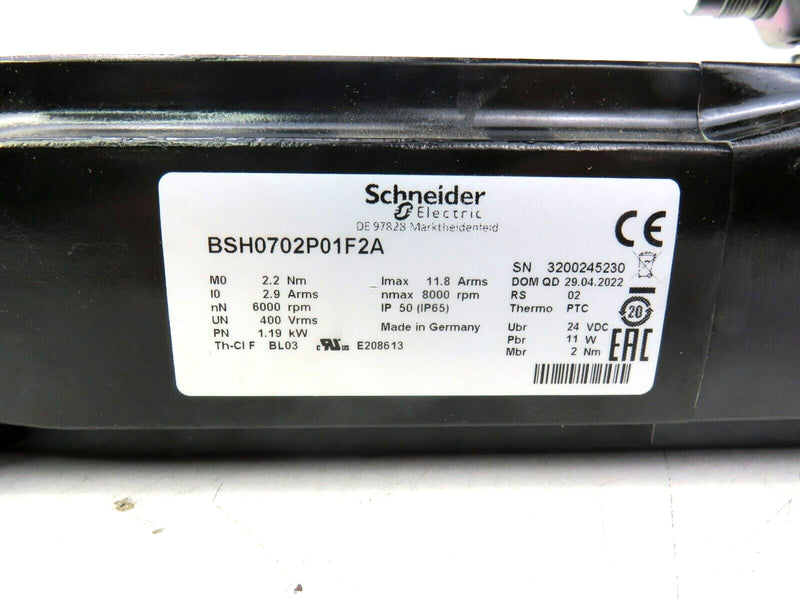 Schneider
Electric
DE 97828 Marktheidenfeld
CE
BSH0702P01F2A
SN 3200245230
M0 2.2 Nm Imax 11.8 Arms DOM QD 29.04.2022
I0 2.9 Arms nmax 8000 rpm RS 02
nN 6000 rpm IP 50 (IP65) Thermo PTC
20
UN 400 Vrms Made in Germany Ubr 24 VDC
PN 1.19 kW Pbr 11 W
Th-Cl F BL03 c RU us E208613 Mbr 2 Nm
EAC